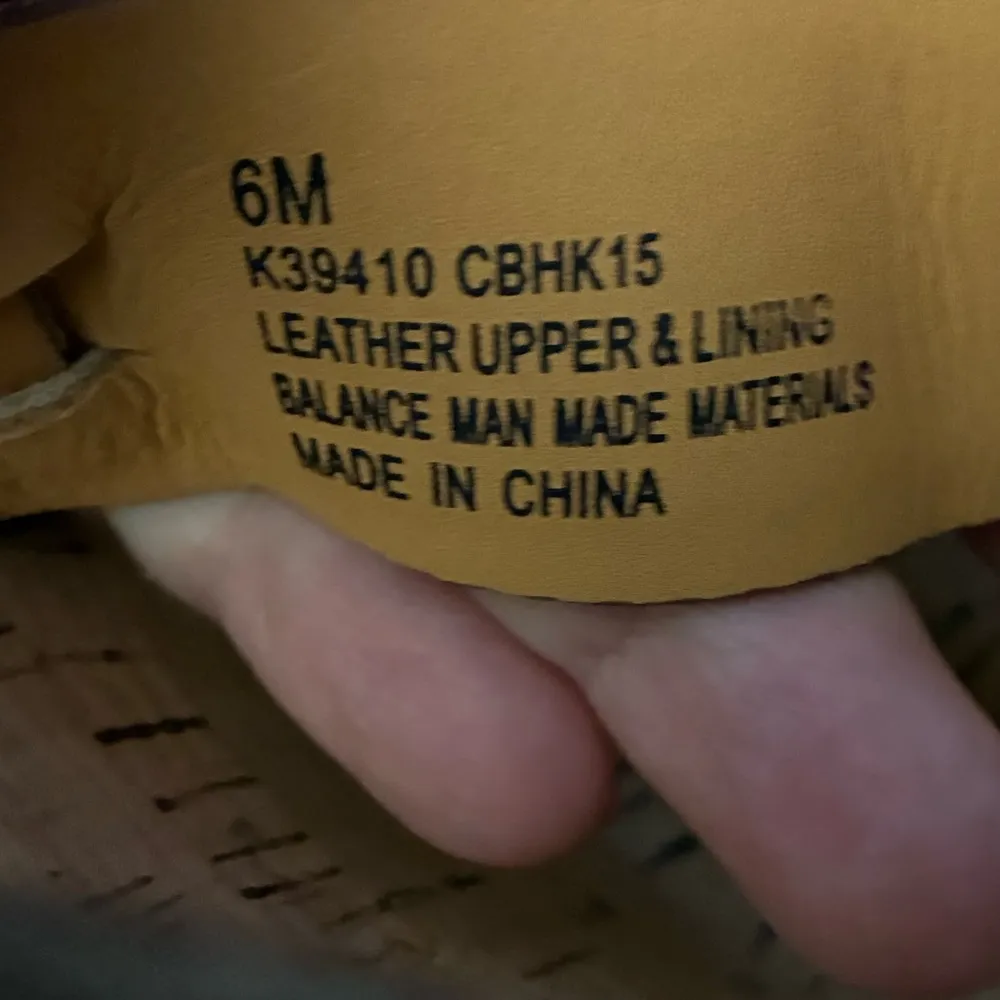 6M
K39410 CBHK15
LEATHER UPPER & LINING
BALANCE MAN MADE MATERIALS
MADE IN CHINA